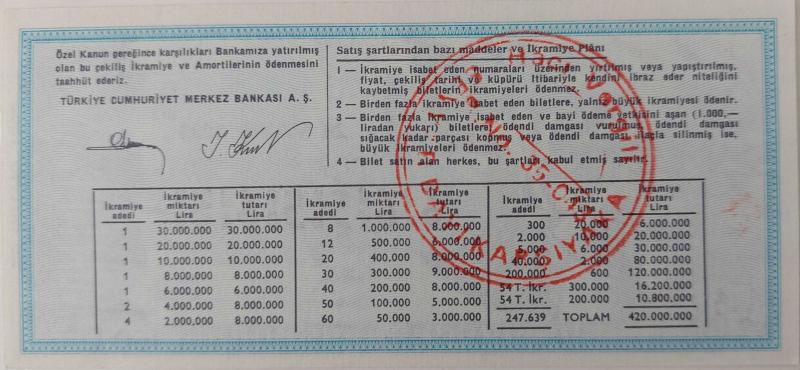 Özel Kanun gereğince karşılıkları Bankamıza yatırılmış
olan bu çekiliş İkramiye ve Amortilerinin ödenmesini
taahhüt ederiz.
TÜRKİYE CUMHURİYET MERKEZ BANKASI A. Ş.
Satış şartlarından bazı maddeler ve İkramiye Plânı
1 — İkramiye isabet eden numaraları üzerinden yırtılmış veya yapıştırılmış,
fiyat, çekiliş tarihi ve küpürü itibariyle kendini ibraz eder niteliğini
kaybetmiş biletlerin ikramiyeleri ödenmez.
2 — Birden fazla ikramiye isabet eden biletlere, yalnız büyük ikramiyesi ödenir.
3 — Birden fazla ikramiye isabet eden ve bayi ödeme yetkisini aşan (1.000,—
liradan yukarı) biletlere, ödendi damgası vurulmuş, ödendi damgası
sığacak kadar parçası kopmuş veya ödendi damgası ilaçla silinmiş ise,
büyük ikramiyeleri ödenmez.
4 — Bilet satın alan herkes, bu şartları kabul etmiş sayılır.
İkramiye adedi İkramiye miktarı Lira İkramiye tutarı Lira
1 30.000.000 30.000.000
1 20.000.000 20.000.000
1 10.000.000 10.000.000
1 8.000.000 8.000.000
1 6.000.000 6.000.000
2 4.000.000 8.000.000
4 2.000.000 8.000.000
İkramiye adedi İkramiye miktarı Lira İkramiye tutarı Lira
8 1.000.000 8.000.000
12 500.000 6.000.000
20 400.000 8.000.000
30 300.000 9.000.000
40 200.000 8.000.000
50 100.000 5.000.000
60 50.000 3.000.000
İkramiye adedi İkramiye miktarı Lira İkramiye tutarı Lira
300 20.000 6.000.000
2.000 10.000 20.000.000
5.000 6.000 30.000.000
40.000 2.000 80.000.000
200.000 600 120.000.000
54 T. İkr. 300.000 16.200.000
54 T. İkr. 200.000 10.800.000
247.639 TOPLAM 420.000.000
KARŞIYAKA